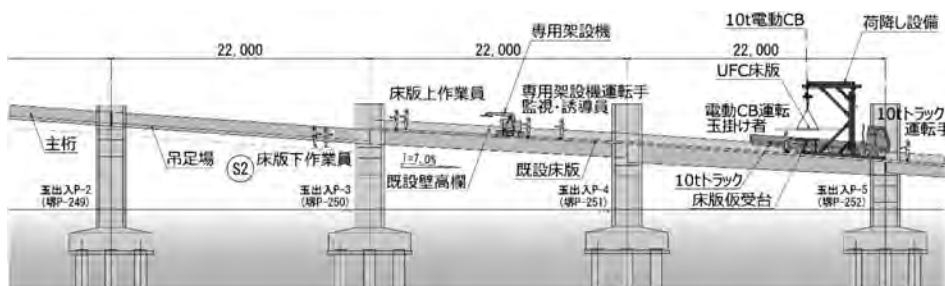 22,000
22,000
22,000
専用架設機
10t電動CB
荷降し設備
UFC床版
床版上作業員
専用架設機運転手
監視・誘導員
電動CB運転
玉掛け者
10tトラック
運転手
主桁
吊足場
S2
床版下作業員
i=7.0%
既設壁高欄
既設床版
10tトラック
床版仮受台
玉出入P-2
(堺P-249)
玉出入P-3
(堺P-250)
玉出入P-4
(堺P-251)
玉出入P-5
(堺P-252)